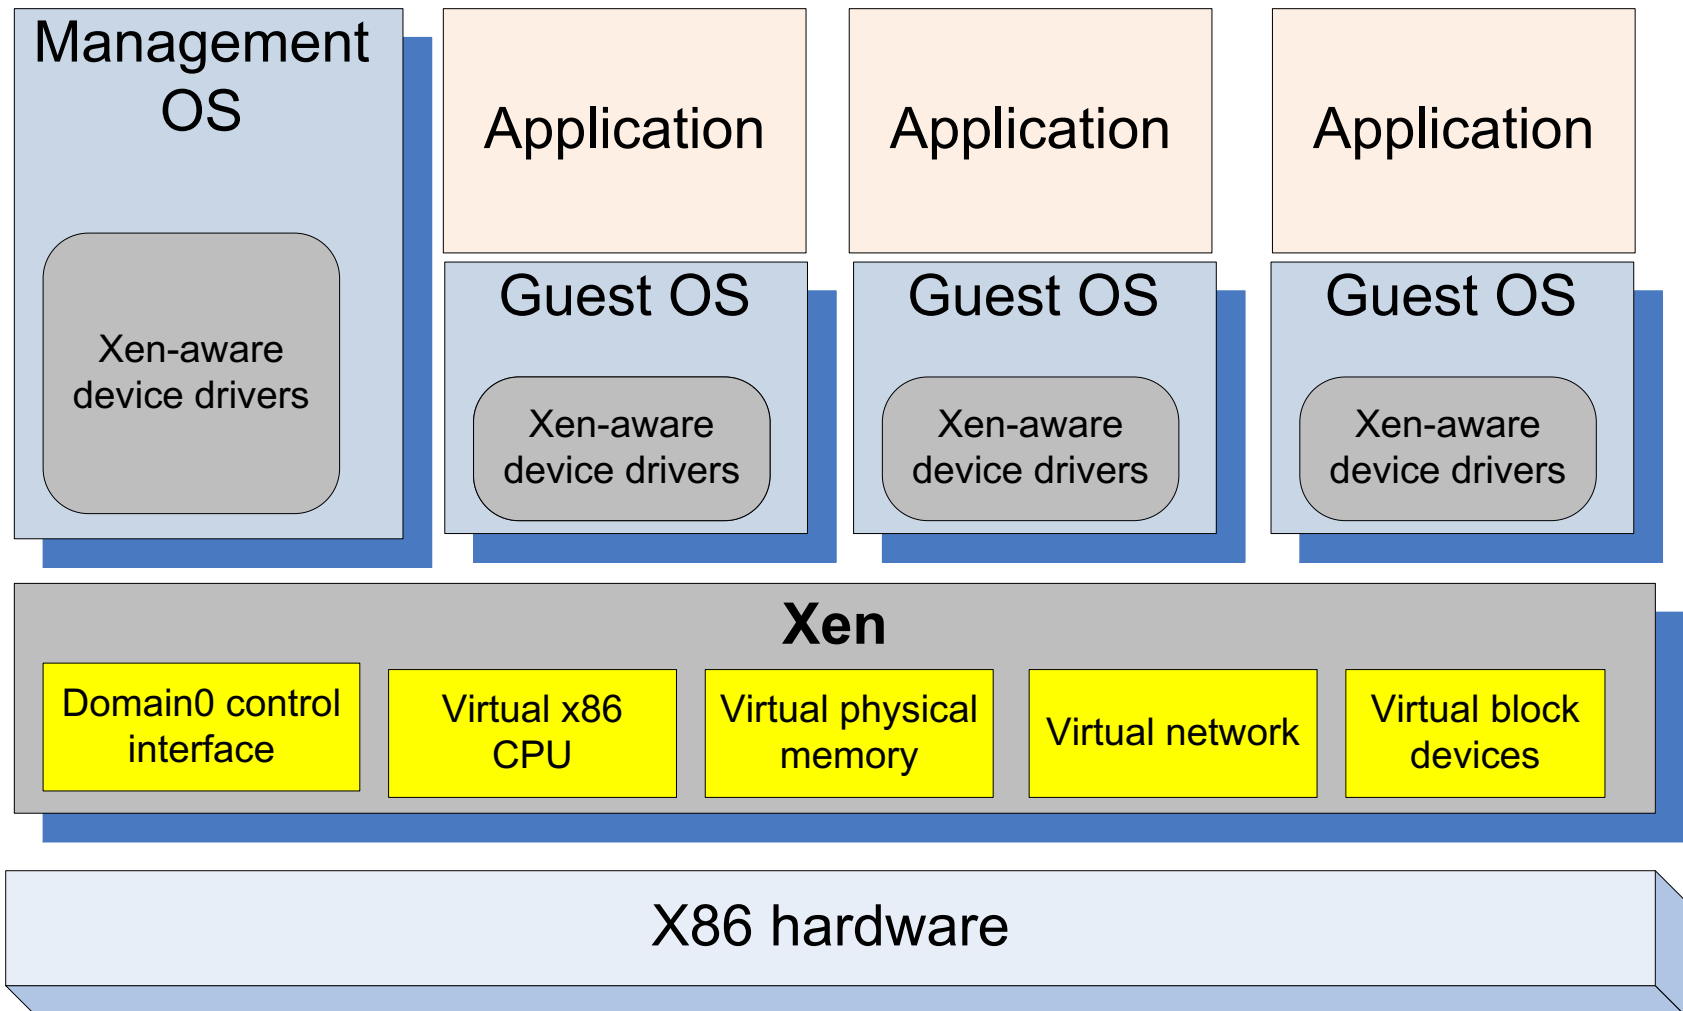 Management
OS
Xen-aware
device drivers
Application
Guest OS
Xen-aware
device drivers
Application
Guest OS
Xen-aware
device drivers
Application
Guest OS
Xen-aware
device drivers
Xen
Domain0 control
interface
Virtual x86
CPU
Virtual physical
memory
Virtual network
Virtual block
devices
X86 hardware